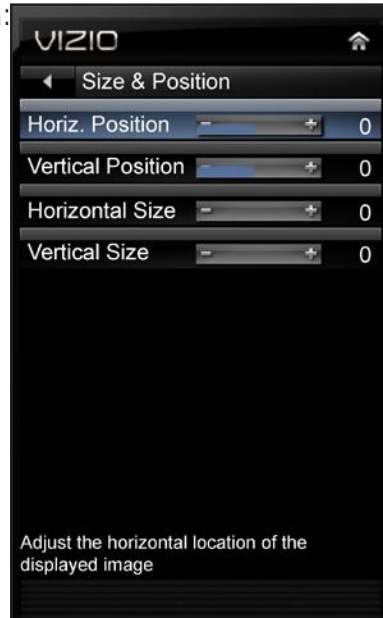 :
VIZIO
Size & Position
Horiz. Position - + 0
Vertical Position - + 0
Horizontal Size - + 0
Vertical Size - + 0
Adjust the horizontal location of the
displayed image